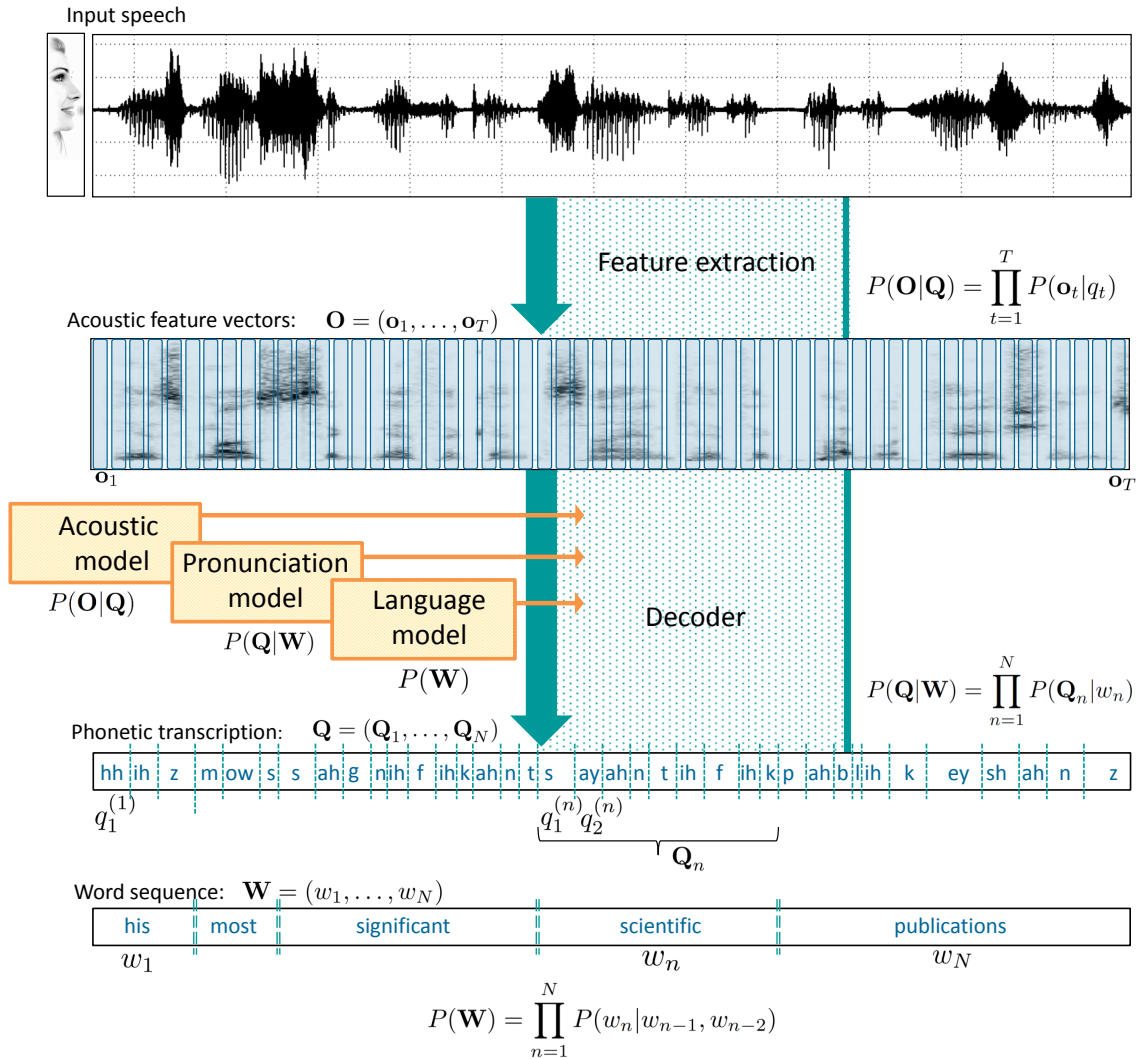 Input speech
Feature extraction
P(O|Q) = ∏_{t=1}^{T} P(o_t|q_t)
Acoustic feature vectors: O = (o_1, . . . , o_T)
o_1 o_T
Acoustic model
P(O|Q)
Pronunciation model
P(Q|W)
Language model
P(W)
Decoder
P(Q|W) = ∏_{n=1}^{N} P(Q_n|w_n)
Phonetic transcription: Q = (Q_1, . . . , Q_N)
hh ih z m ow s s ah g n ih f ih k ah n t s ay ah n t ih f ih k p ah b l ih k ey sh ah n z
q_1^{(1)} q_1^{(n)} q_2^{(n)}
Q_n
Word sequence: W = (w_1, . . . , w_N)
his most significant scientific publications
w_1 w_n w_N
P(W) = ∏_{n=1}^{N} P(w_n|w_{n-1}, w_{n-2})